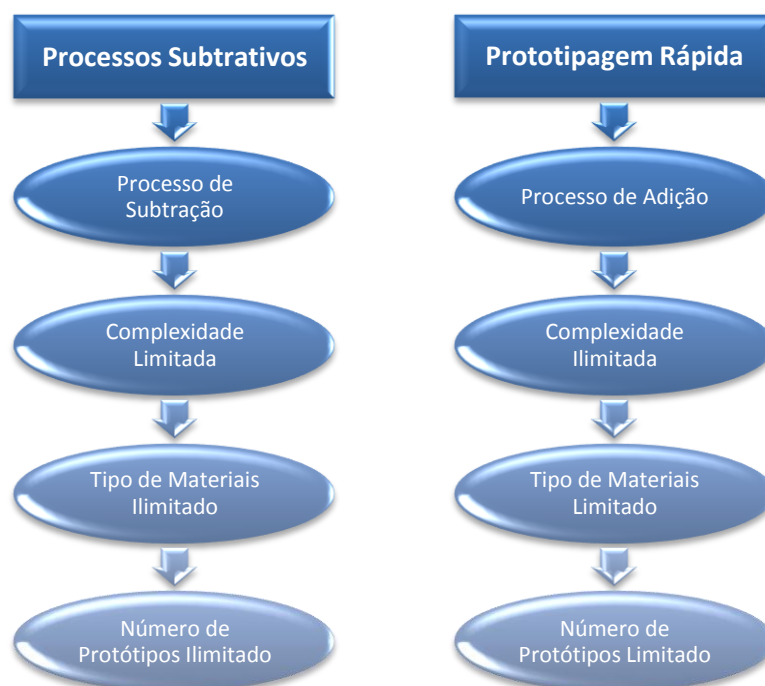 Processos Subtrativos
Processo de
Subtração
Complexidade
Limitada
Tipo de Materiais
Ilimitado
Número de
Protótipos Ilimitado
Prototipagem Rápida
Processo de Adição
Complexidade
Ilimitada
Tipo de Materiais
Limitado
Número de
Protótipos Limitado